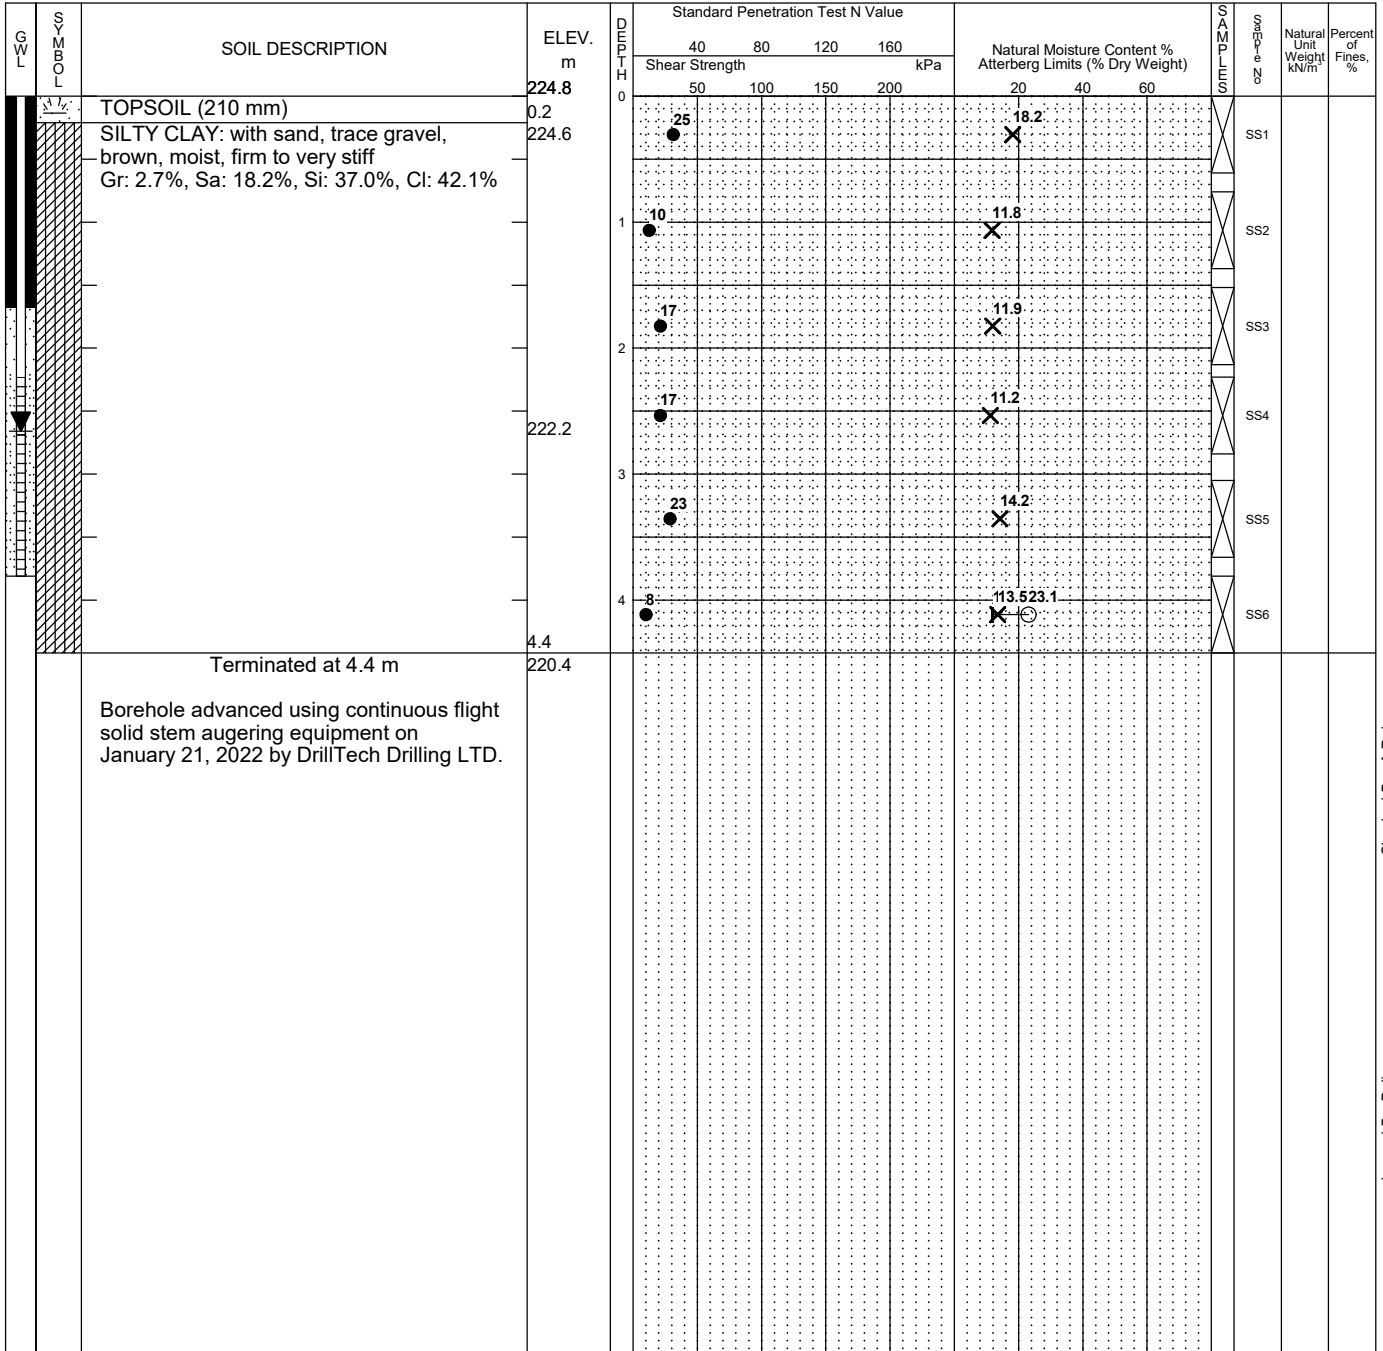 GWL
SYMBOL
SOIL DESCRIPTION
ELEV.
m
224.8
DEPTH
Standard Penetration Test N Value
40 80 120 160
Shear Strength kPa
50 100 150 200
Natural Moisture Content %
Atterberg Limits (% Dry Weight)
20 40 60
SAMPLES
Sample No
Natural
Unit
Weight
kN/m³
Percent
of
Fines,
%
0
TOPSOIL (210 mm)
0.2
SILTY CLAY: with sand, trace gravel,
224.6
brown, moist, firm to very stiff
Gr: 2.7%, Sa: 18.2%, Si: 37.0%, Cl: 42.1%
25 18.2 SS1
1 10 11.8 SS2
17 11.9 SS3
2
17 11.2 SS4
222.2
3
23 14.2 SS5
4 8 13.5 23.1 SS6
4.4
Terminated at 4.4 m
220.4
Borehole advanced using continuous flight
solid stem augering equipment on
January 21, 2022 by DrillTech Drilling LTD.